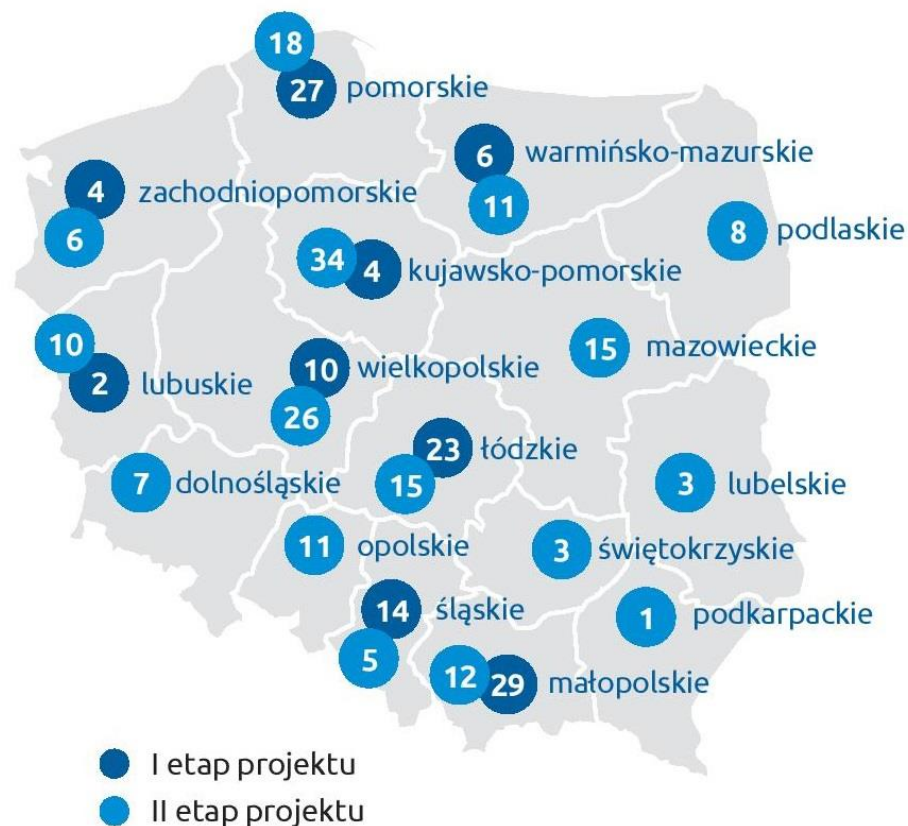 18
27 pomorskie
6 warmińsko-mazurskie
11
4 zachodniopomorskie
6
8 podlaskie
34 4 kujawsko-pomorskie
15 mazowieckie
10
2 lubuskie
10 wielkopolskie
26
23 łódzkie
15
7 dolnośląskie
3 lubelskie
11 opolskie
3 świętokrzyskie
14 śląskie
5
1 podkarpackie
12 29 małopolskie
I etap projektu
II etap projektu